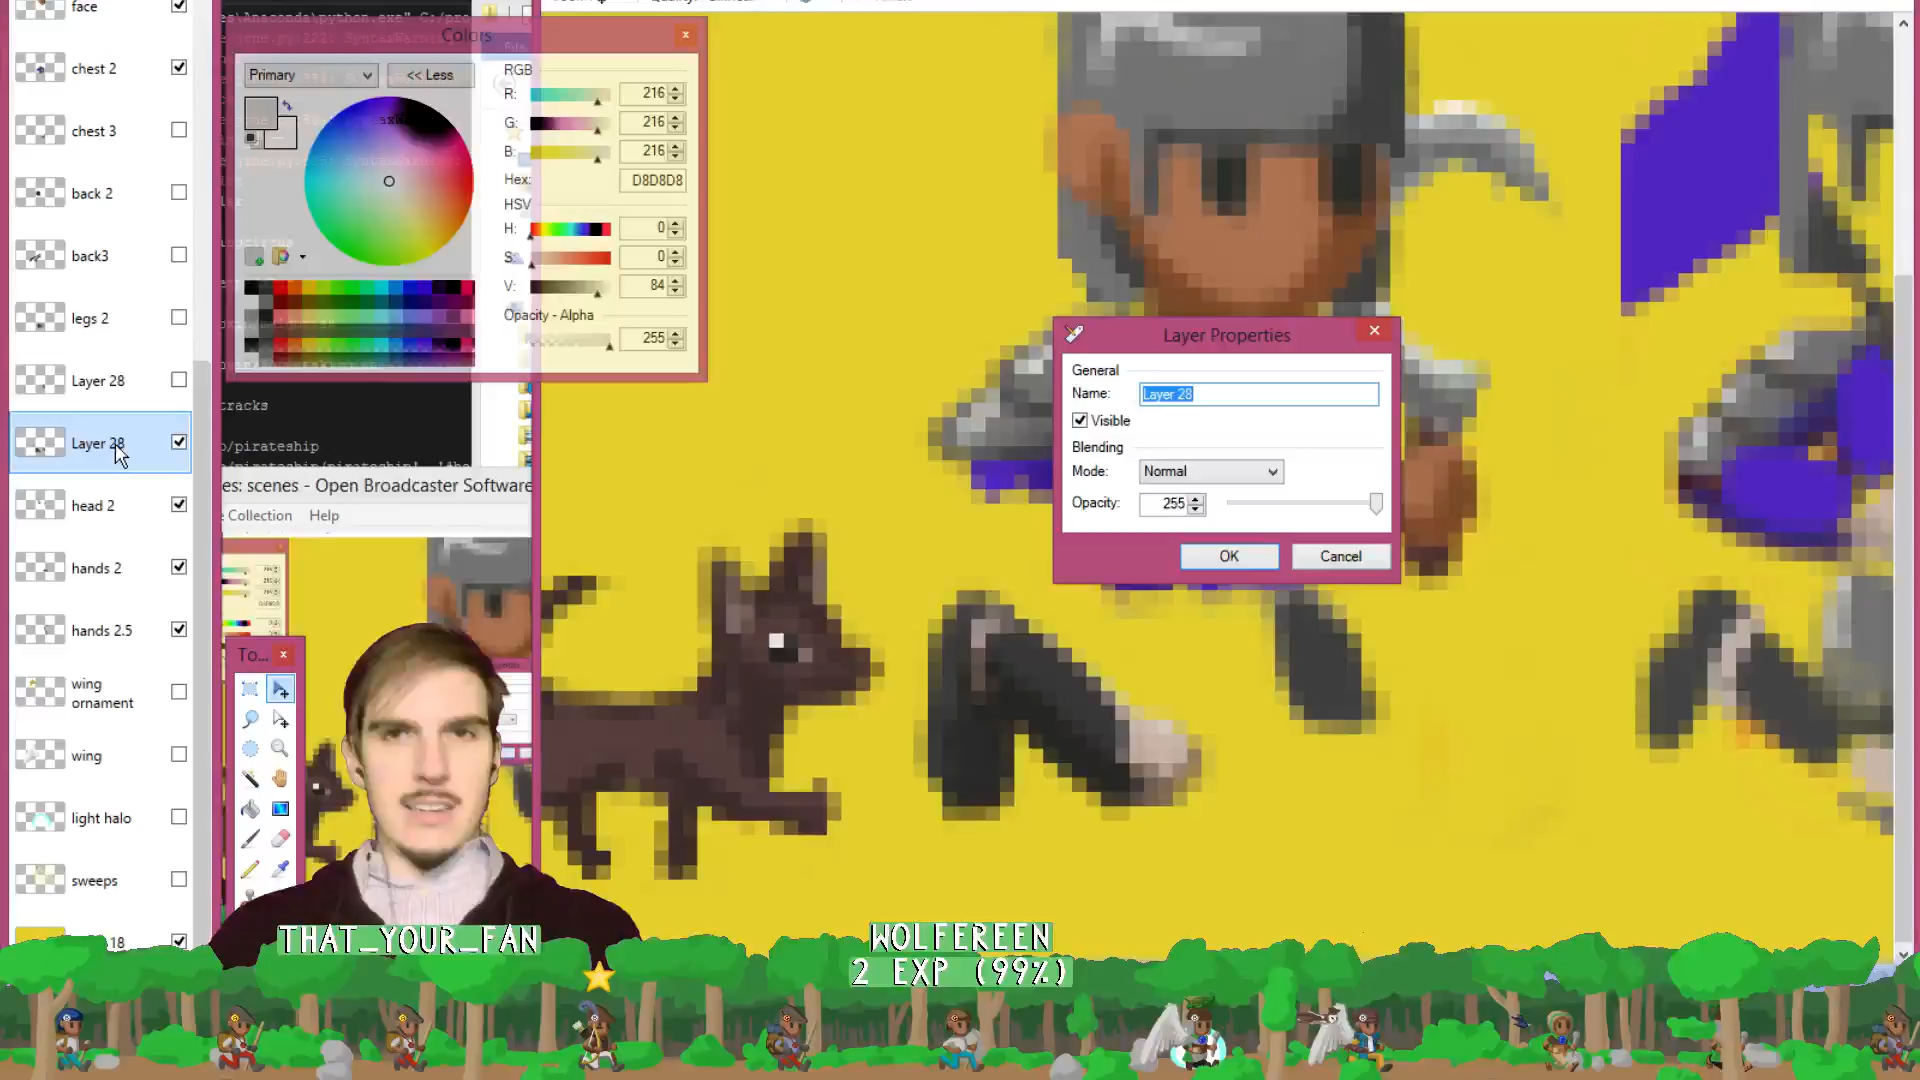 face
chest 2
chest 3
back 2
back3
legs 2
Layer 28
Layer 28
head 2
hands 2
hands 2.5
wing
ornament
wing
light halo
sweeps
18
Colors
Primary
<< Less
RGB
R: 216
G: 216
B: 216
Hex: D8D8D8
HSV
H: 0
S: 0
V: 84
Opacity - Alpha
255
tracks
/pirateship
es: scenes - Open Broadcaster Software
Collection Help
To...
Layer Properties
General
Name: Layer 28
Visible
Blending
Mode: Normal
Opacity: 255
OK Cancel
THAT_YOUR_FAN
WOLFEREEN
2 EXP (99%)